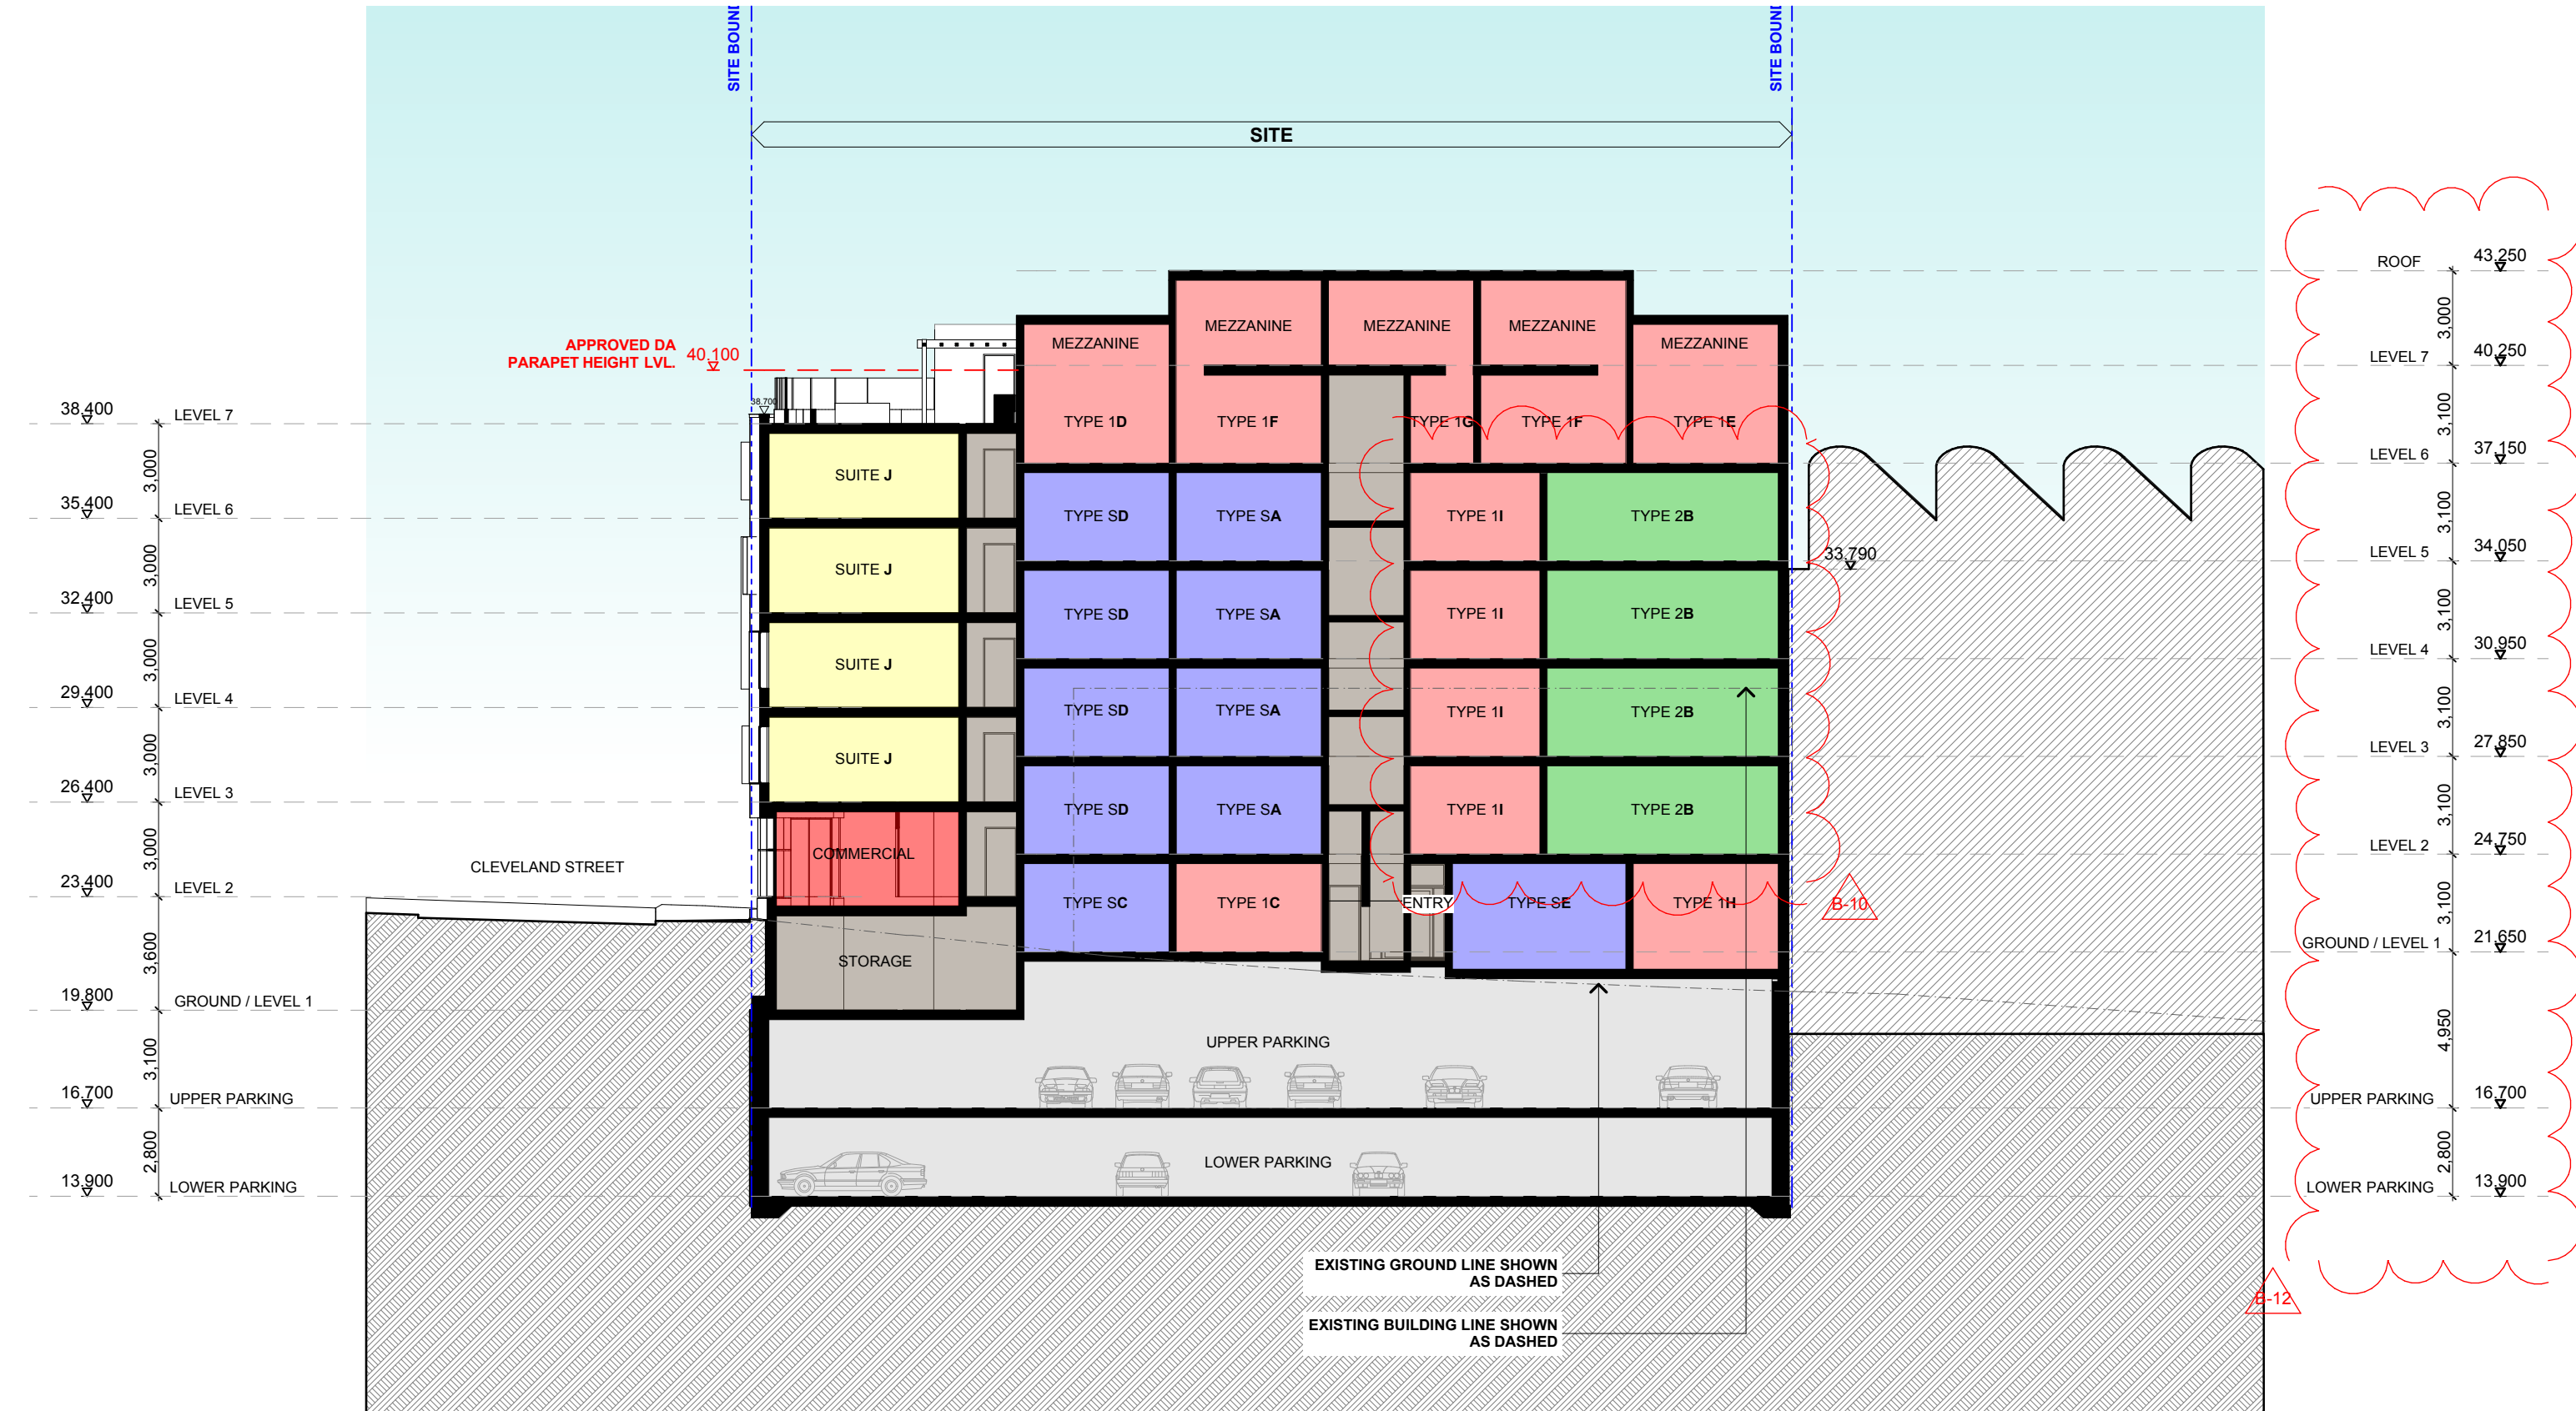 SITE BOUND
SITE BOUND
SITE
APPROVED DA
PARAPET HEIGHT LVL.
40.100
38.700
38.400
LEVEL 7
3,000
35.400
LEVEL 6
3,000
32.400
LEVEL 5
3,000
29.400
LEVEL 4
3,000
26.400
LEVEL 3
3,000
23.400
LEVEL 2
3,600
19.800
GROUND / LEVEL 1
3,100
16.700
UPPER PARKING
2,800
13.900
LOWER PARKING
CLEVELAND STREET
MEZZANINE
MEZZANINE
MEZZANINE
MEZZANINE
MEZZANINE
TYPE 1D
TYPE 1F
TYPE 1G
TYPE 1F
TYPE 1E
SUITE J
TYPE SD
TYPE SA
TYPE 1I
TYPE 2B
SUITE J
TYPE SD
TYPE SA
TYPE 1I
TYPE 2B
SUITE J
TYPE SD
TYPE SA
TYPE 1I
TYPE 2B
SUITE J
TYPE SD
TYPE SA
TYPE 1I
TYPE 2B
COMMERCIAL
TYPE SC
TYPE 1C
ENTRY
TYPE SE
TYPE 1H
STORAGE
UPPER PARKING
LOWER PARKING
33.790
B-10
EXISTING GROUND LINE SHOWN
AS DASHED
EXISTING BUILDING LINE SHOWN
AS DASHED
ROOF
43.250
3,000
LEVEL 7
40.250
3,100
LEVEL 6
37.150
3,100
LEVEL 5
34.050
3,100
LEVEL 4
30.950
3,100
LEVEL 3
27.850
3,100
LEVEL 2
24.750
3,100
GROUND / LEVEL 1
21.650
4,950
UPPER PARKING
16.700
2,800
LOWER PARKING
13.900
B-12